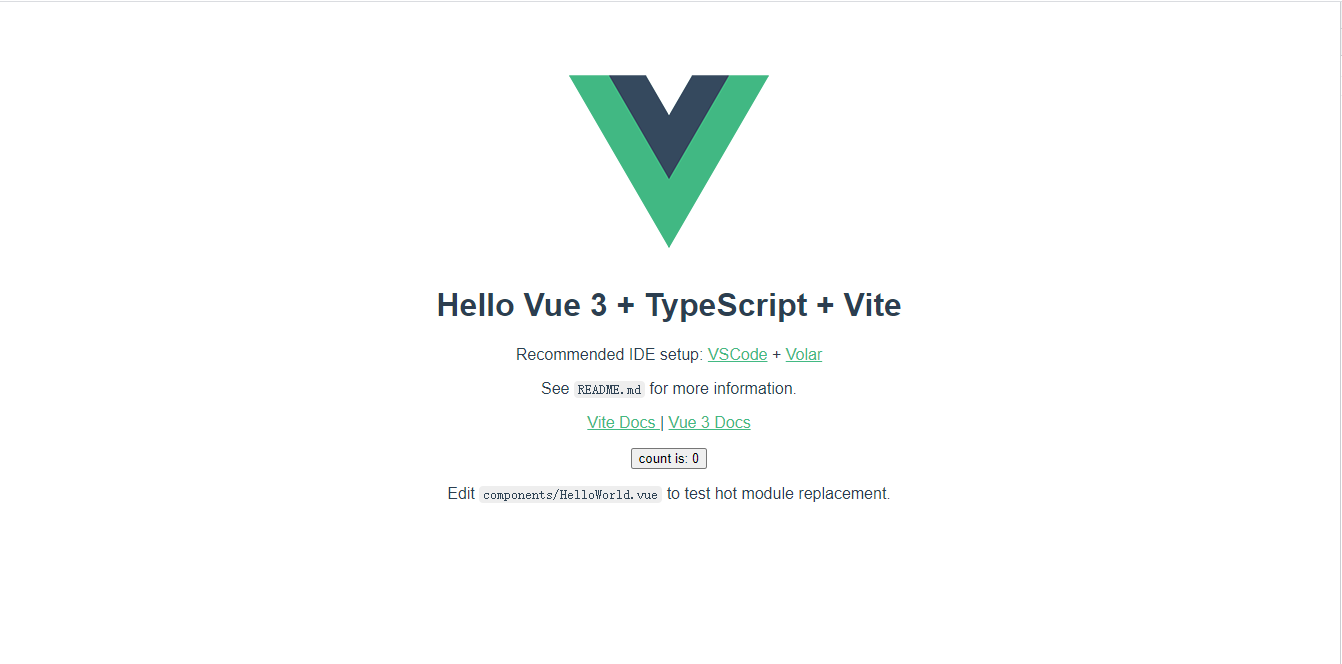 Hello Vue 3 + TypeScript + Vite
Recommended IDE setup: VSCode + Volar
See README.md for more information.
Vite Docs | Vue 3 Docs
count is: 0
Edit components/HelloWorld.vue to test hot module replacement.